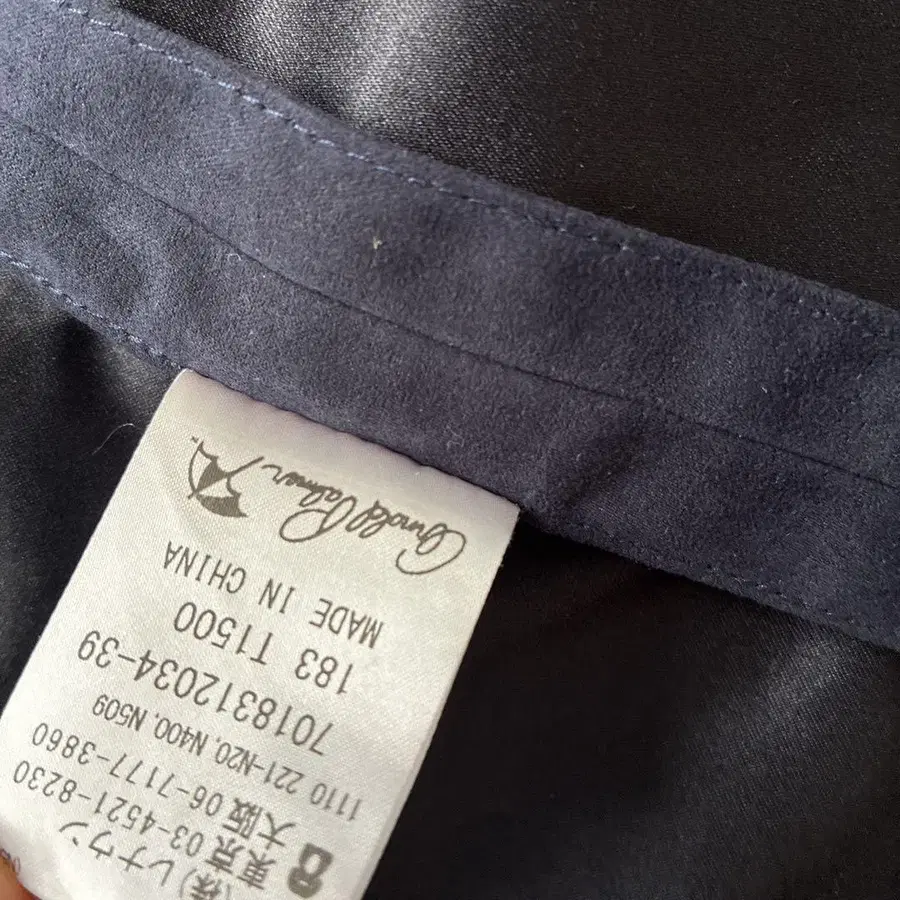 Arnold Palmer™
MADE IN CHINA
183 T1500
7018312034-39
1110 221-N20, N400, N509
大阪 06-7177-3860
東京 03-4521-8230
(株) レナウン